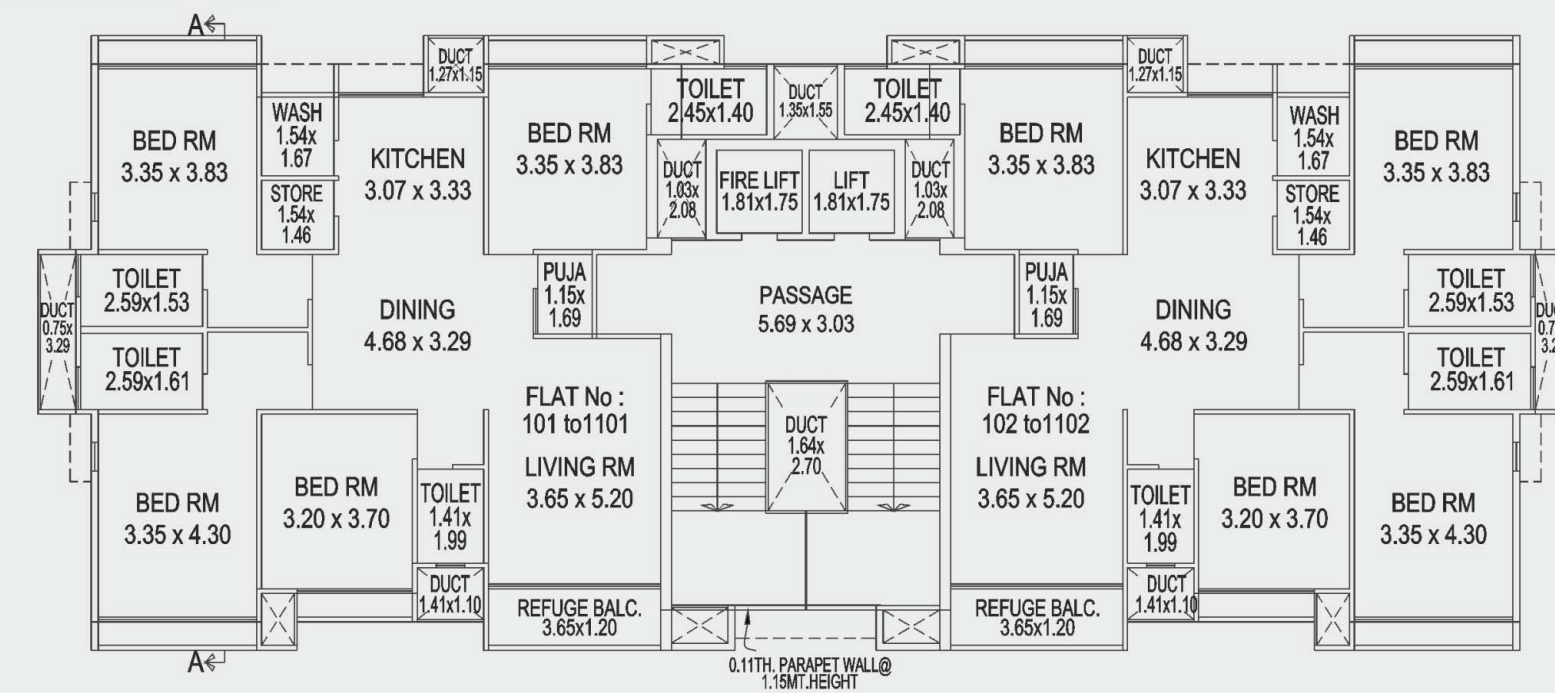 A
DUCT
1.27x1.15
DUCT
1.27x1.15
BED RM
3.35 x 3.83
WASH
1.54x
1.67
KITCHEN
3.07 x 3.33
BED RM
3.35 x 3.83
TOILET
2.45x1.40
DUCT
1.35x1.55
TOILET
2.45x1.40
BED RM
3.35 x 3.83
KITCHEN
3.07 x 3.33
WASH
1.54x
1.67
BED RM
3.35 x 3.83
STORE
1.54x
1.46
DUCT
1.03x
2.08
FIRE LIFT
1.81x1.75
LIFT
1.81x1.75
DUCT
1.03x
2.08
STORE
1.54x
1.46
DUCT
0.75x
3.29
TOILET
2.59x1.53
DINING
4.68 x 3.29
PUJA
1.15x
1.69
PASSAGE
5.69 x 3.03
PUJA
1.15x
1.69
DINING
4.68 x 3.29
TOILET
2.59x1.53
TOILET
2.59x1.61
TOILET
2.59x1.61
FLAT No :
101 to1101
LIVING RM
3.65 x 5.20
DUCT
1.64x
2.70
FLAT No :
102 to1102
LIVING RM
3.65 x 5.20
BED RM
3.35 x 4.30
BED RM
3.20 x 3.70
TOILET
1.41x
1.99
TOILET
1.41x
1.99
BED RM
3.20 x 3.70
BED RM
3.35 x 4.30
DUCT
1.41x1.10
REFUGE BALC.
3.65x1.20
REFUGE BALC.
3.65x1.20
DUCT
1.41x1.10
A
0.11TH. PARAPET WALL@
1.15MT.HEIGHT